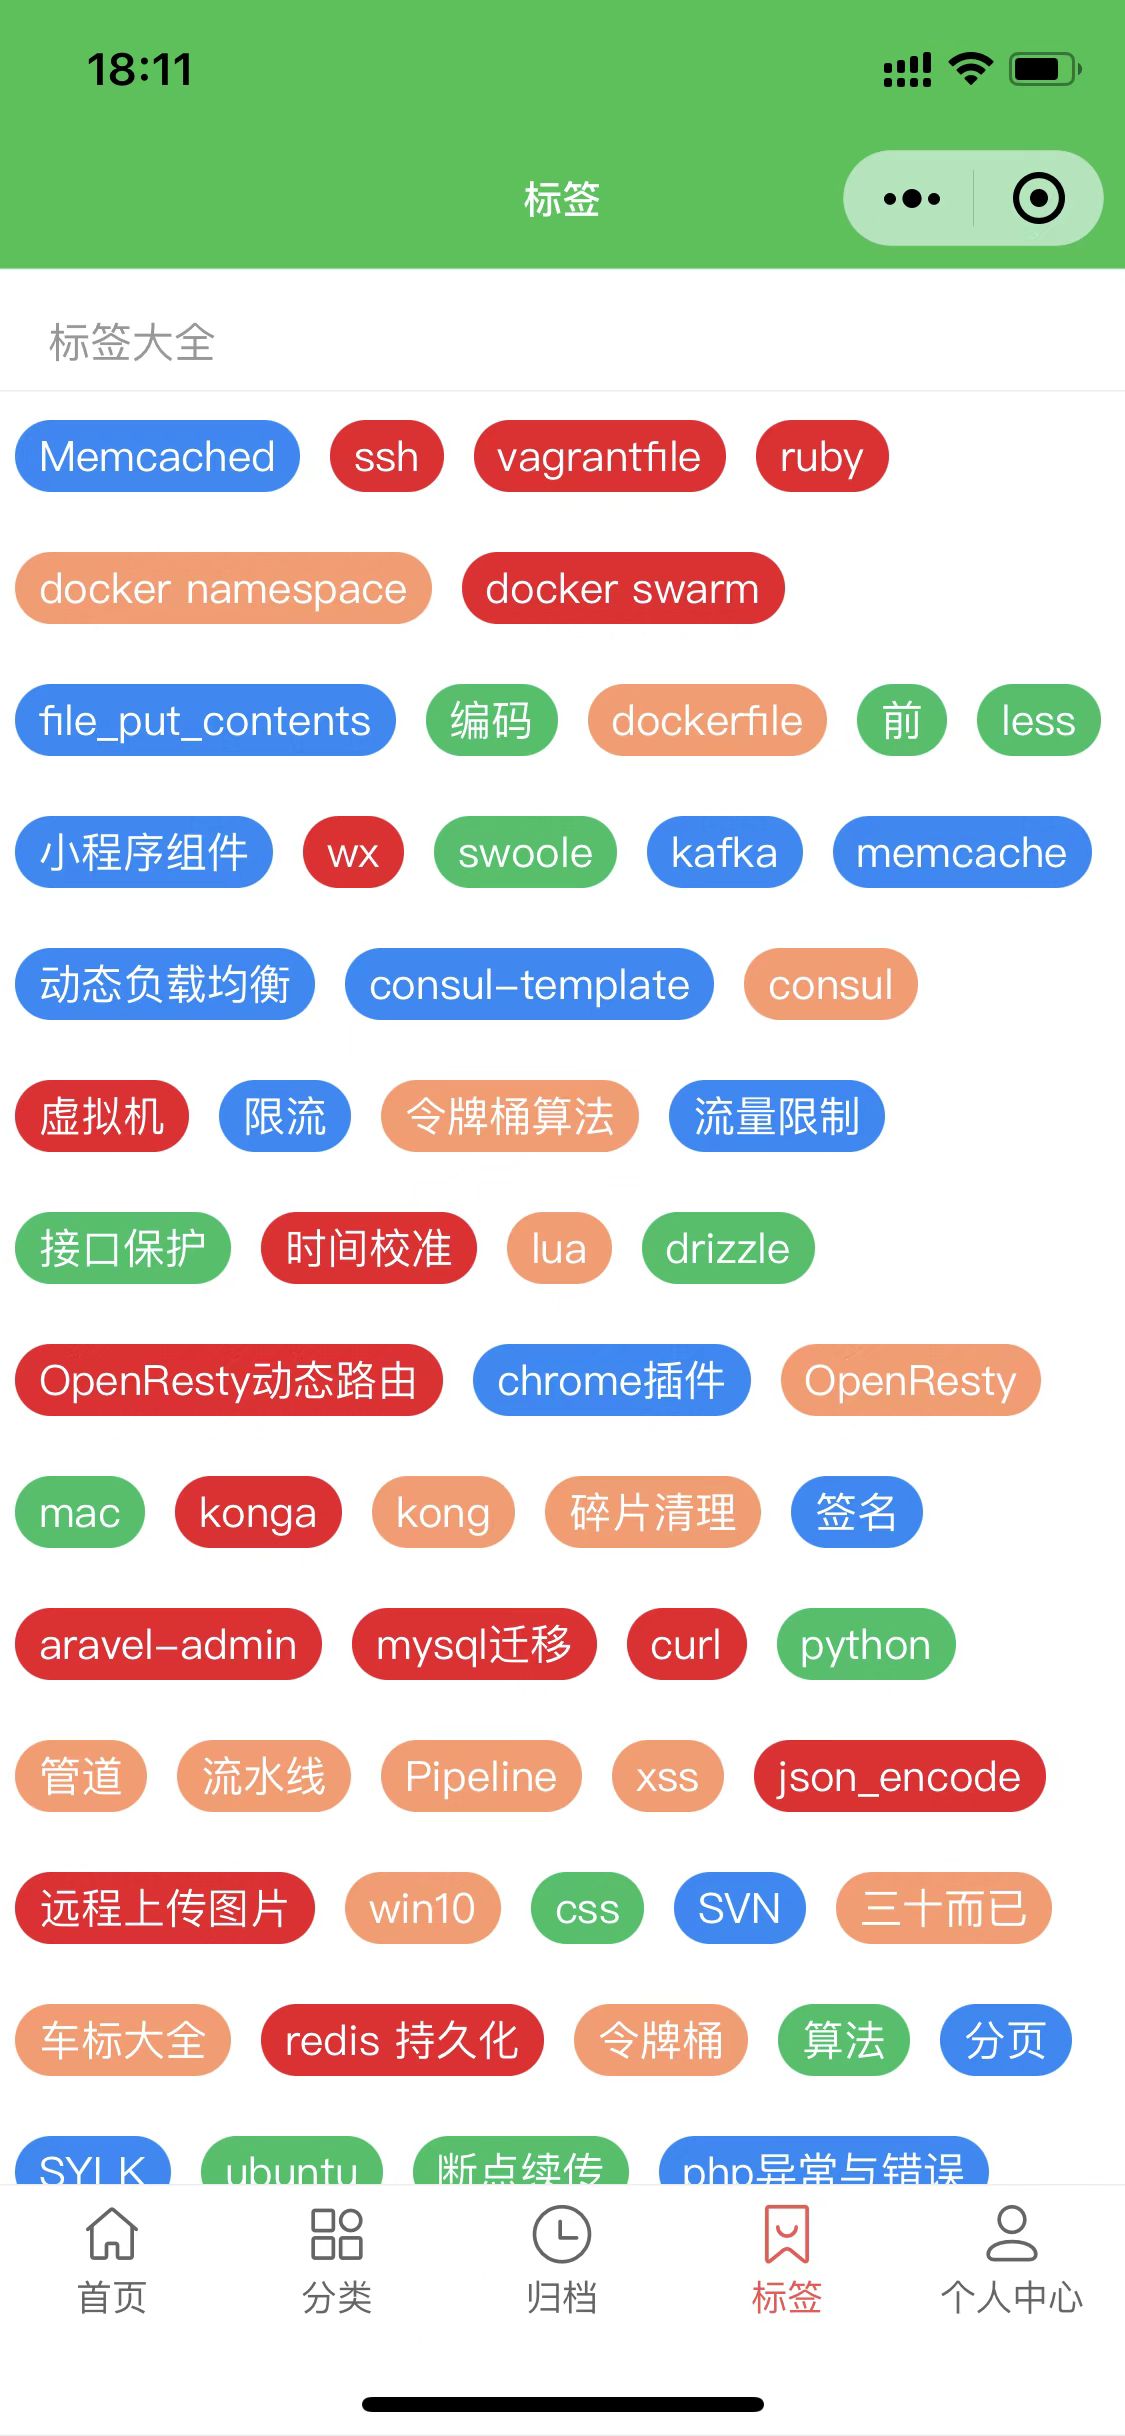 18:11
标签
标签大全
Memcached ssh vagrantfile ruby
docker namespace docker swarm
file_put_contents 编码 dockerfile 前 less
小程序组件 wx swoole kafka memcache
动态负载均衡 consul-template consul
虚拟机 限流 令牌桶算法 流量限制
接口保护 时间校准 lua drizzle
OpenResty动态路由 chrome插件 OpenResty
mac konga kong 碎片清理 签名
aravel-admin mysql迁移 curl python
管道 流水线 Pipeline xss json_encode
远程上传图片 win10 css SVN 三十而已
车标大全 redis 持久化 令牌桶 算法 分页
SYLK ubuntu 断点续传 php异常与错误
首页 分类 归档 标签 个人中心